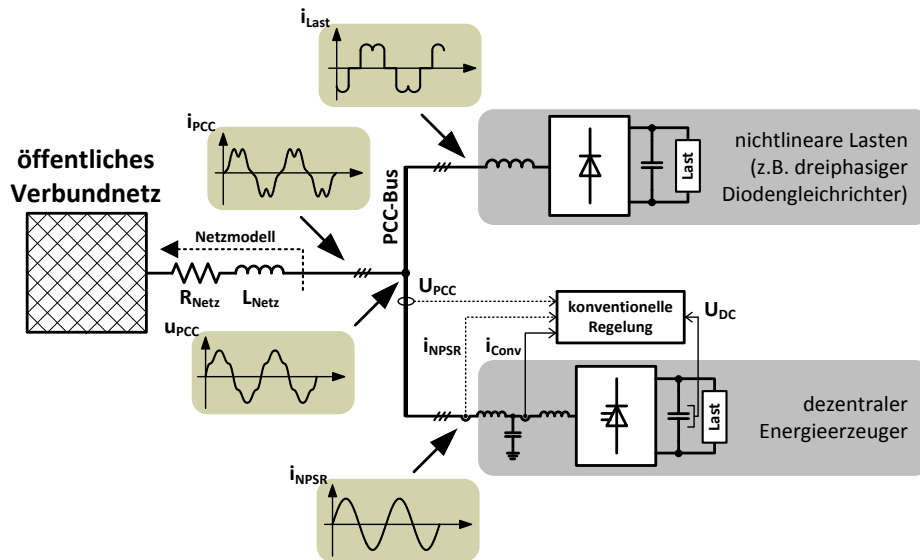 iLast
iPCC
öffentliches
Verbundnetz
Netzmodell
RNetz
LNetz
uPCC
PCC-Bus
nichtlineare Lasten
(z.B. dreiphasiger
Diodengleichrichter)
Last
UPCC
konventionelle
Regelung
UDC
iNPSR
iConv
dezentraler
Energieerzeuger
Last
iNPSR